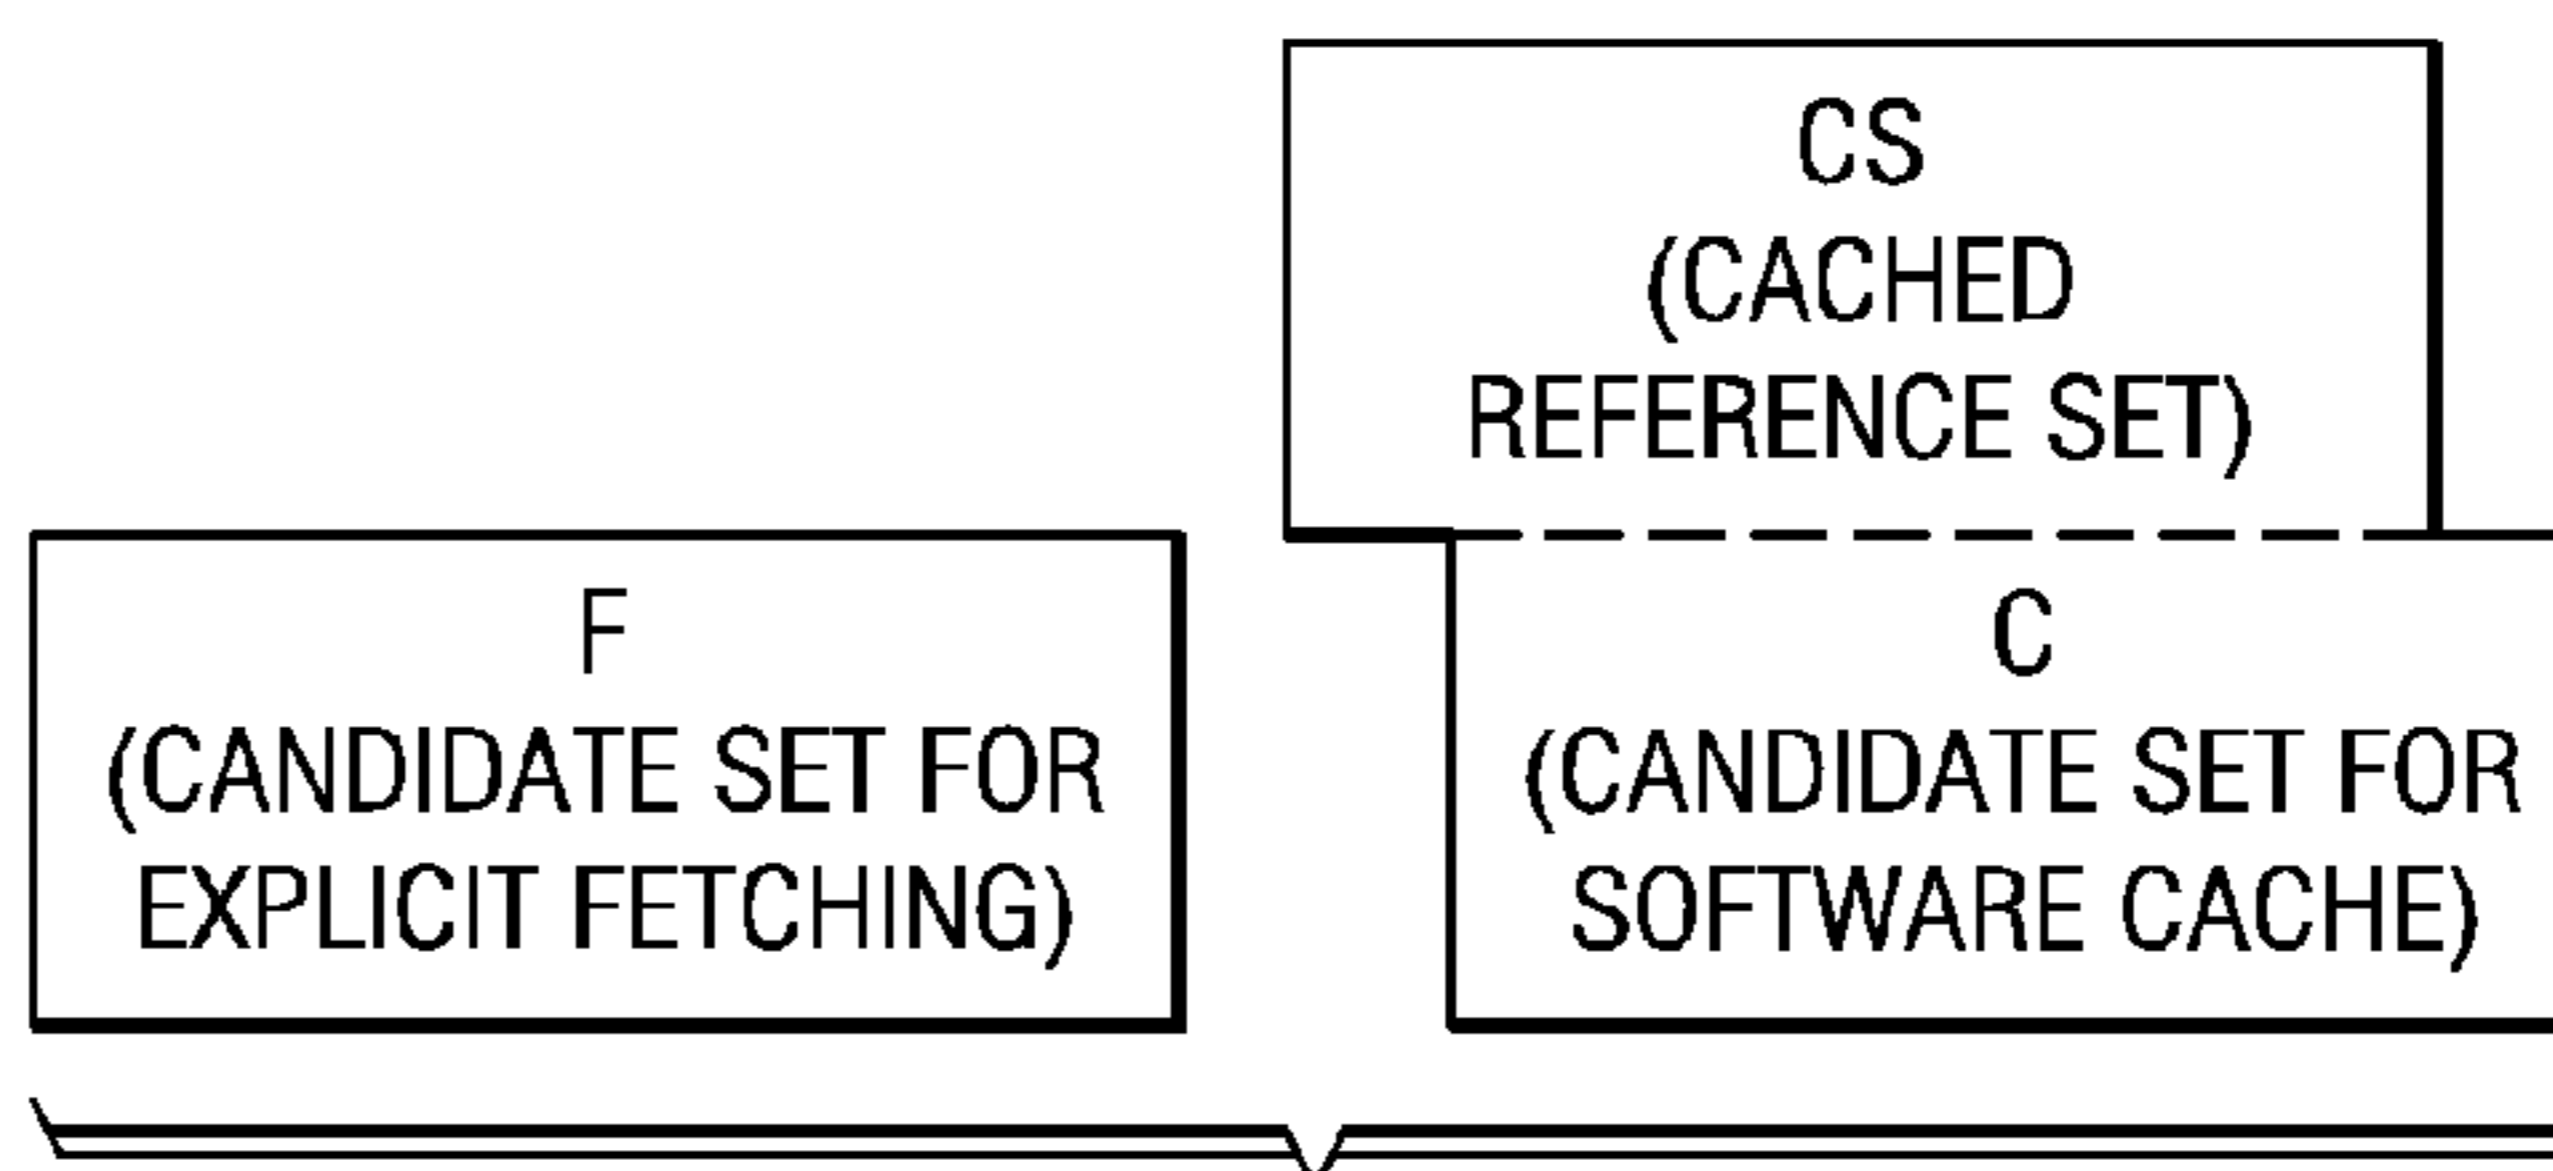 CS
(CACHED
REFERENCE SET)
F
(CANDIDATE SET FOR
EXPLICIT FETCHING)
C
(CANDIDATE SET FOR
SOFTWARE CACHE)